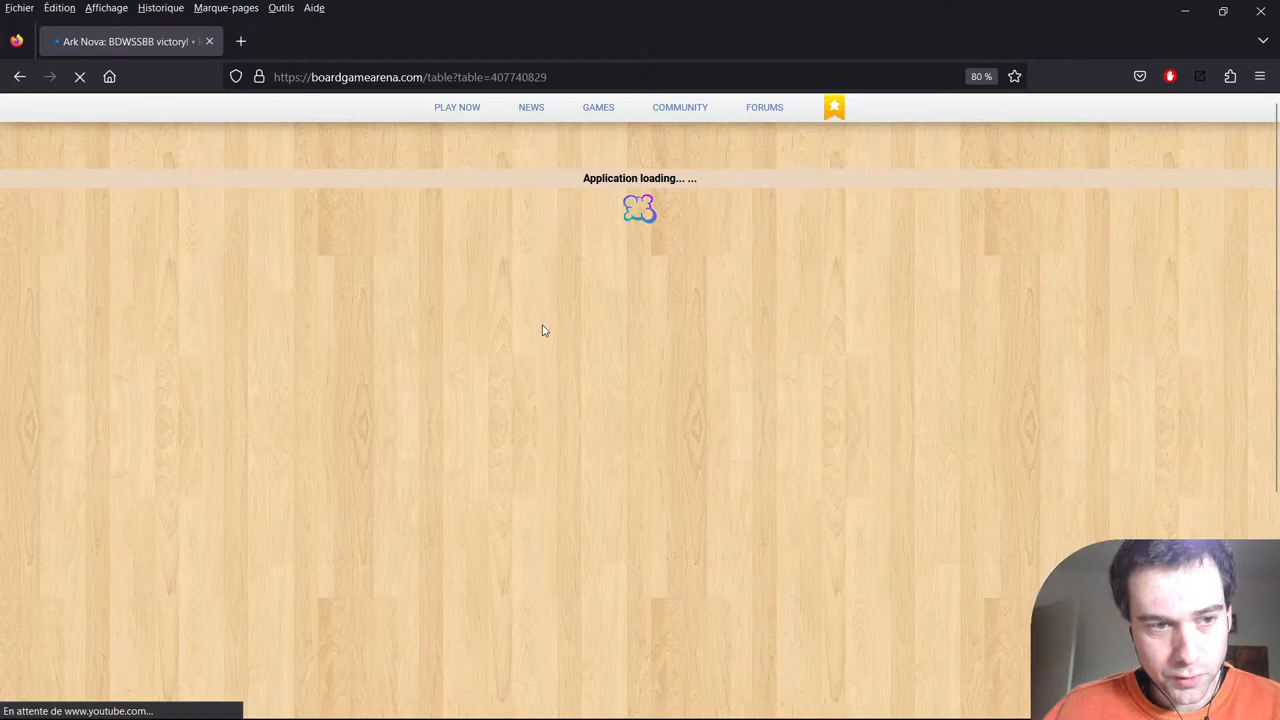 Fichier Édition Affichage Historique Marque-pages Outils Aide
Ark Nova: BDWSSBB victory! •
https://boardgamearena.com/table?table=407740829
80 %
PLAY NOW NEWS GAMES COMMUNITY FORUMS
Application loading... ...
En attente de www.youtube.com...